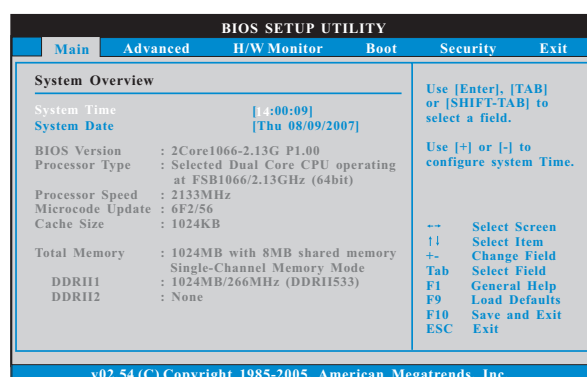 BIOS SETUP UTILITY
Main Advanced H/W Monitor Boot Security Exit
System Overview
System Time [14:00:09]
System Date [Thu 08/09/2007]
BIOS Version : 2Core1066-2.13G P1.00
Processor Type : Selected Dual Core CPU operating
at FSB1066/2.13GHz (64bit)
Processor Speed : 2133MHz
Microcode Update : 6F2/56
Cache Size : 1024KB
Total Memory : 1024MB with 8MB shared memory
Single-Channel Memory Mode
DDRII1 : 1024MB/266MHz (DDRII533)
DDRII2 : None
Use [Enter], [TAB]
or [SHIFT-TAB] to
select a field.
Use [+] or [-] to
configure system Time.
↔ Select Screen
↑↓ Select Item
+- Change Field
Tab Select Field
F1 General Help
F9 Load Defaults
F10 Save and Exit
ESC Exit
v02.54 (C) Copyright 1985-2005, American Megatrends, Inc.